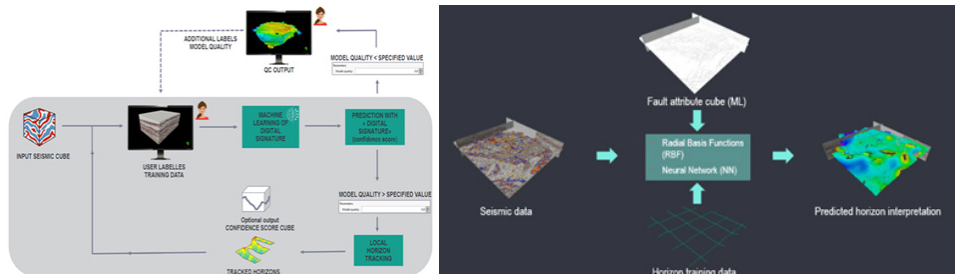 ADDITIONAL LABELS
MODEL QUALITY
QC OUTPUT
MODEL QUALITY < SPECIFIED VALUE
INPUT SEISMIC CUBE
USER LABELLES
TRAINING DATA
MACHINE
LEARNING OF
DIGITAL
SIGNATURE
PREDICTION WITH
« DIGITAL
SIGNATURE»
(confidence score)
MODEL QUALITY > SPECIFIED VALUE
Optional output
CONFIDENCE SCORE CUBE
TRACKED HORIZONS
LOCAL
HORIZON
TRACKING
Fault attribute cube (ML)
Seismic data
Radial Basis Functions
(RBF)
Neural Network (NN)
Predicted horizon interpretation
Horizon training data